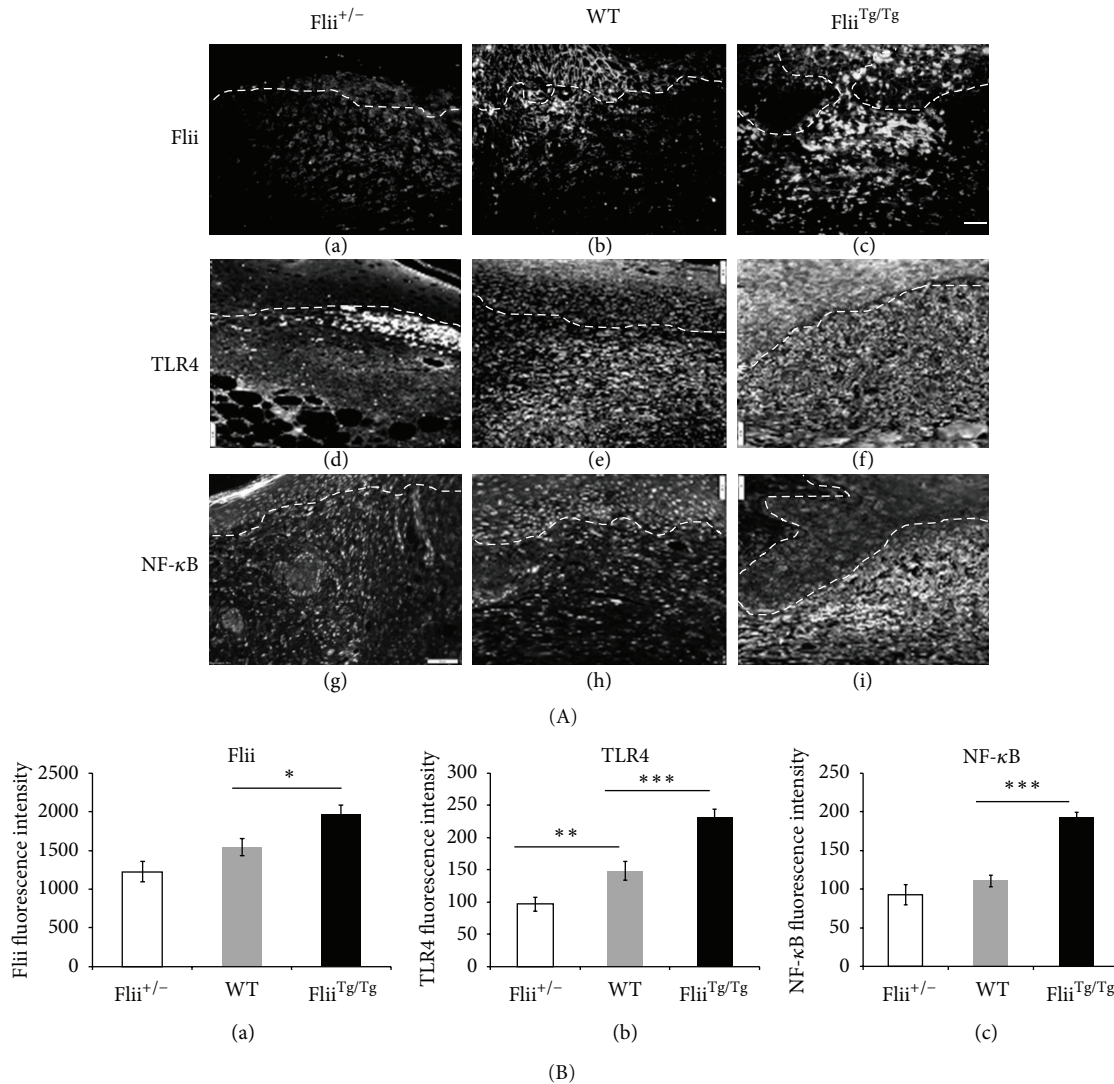 Flii+/− WT FliiTg/Tg
Flii
(a) (b) (c)
TLR4
(d) (e) (f)
NF-κB
(g) (h) (i)
(A)
Flii
Flii fluorescence intensity
2500
2000
1500
1000
500
0
*
Flii+/− WT FliiTg/Tg
(a)
TLR4
TLR4 fluorescence intensity
300
250
200
150
100
50
0
**
***
Flii+/− WT FliiTg/Tg
(b)
NF-κB
NF-κB fluorescence intensity
250
200
150
100
50
0
***
Flii+/− WT FliiTg/Tg
(c)
(B)